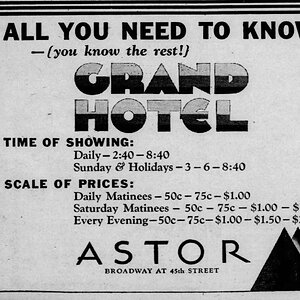 ALL YOU NEED TO KNOW
—{you know the rest!}
GRAND
HOTEL
TIME OF SHOWING:
Daily — 2:40 – 8:40
Sunday & Holidays – 3 – 6 – 8:40
SCALE OF PRICES:
Daily Matinees – 50c – 75c – $1.00
Saturday Matinees – 50c – 75c – $1.00 –
Every Evening—50c—75c—$1.00 – $1.50 –
ASTOR
BROADWAY AT 45th STREET